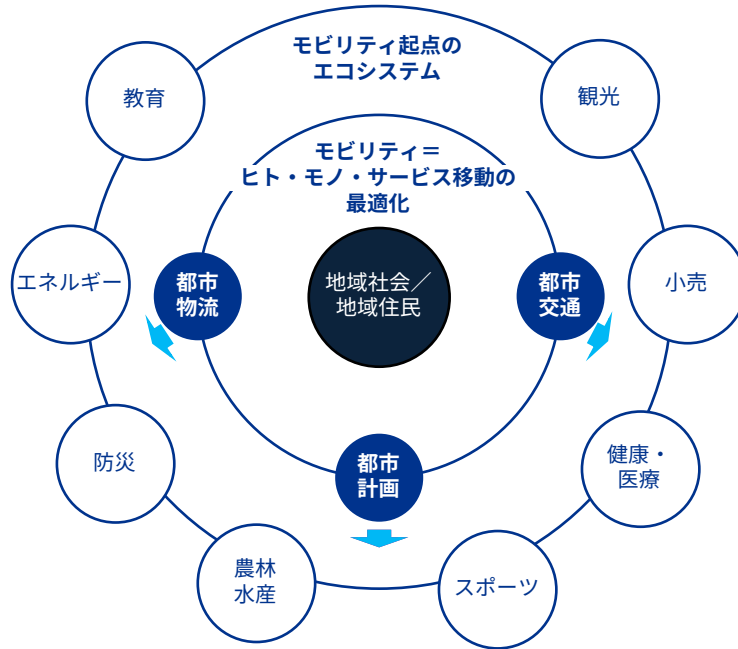 モビリティ起点の
エコシステム
教育
観光
モビリティ＝
ヒト・モノ・サービス移動の
最適化
エネルギー
都市
物流
地域社会／
地域住民
都市
交通
小売
防災
都市
計画
健康・
医療
農林
水産
スポーツ